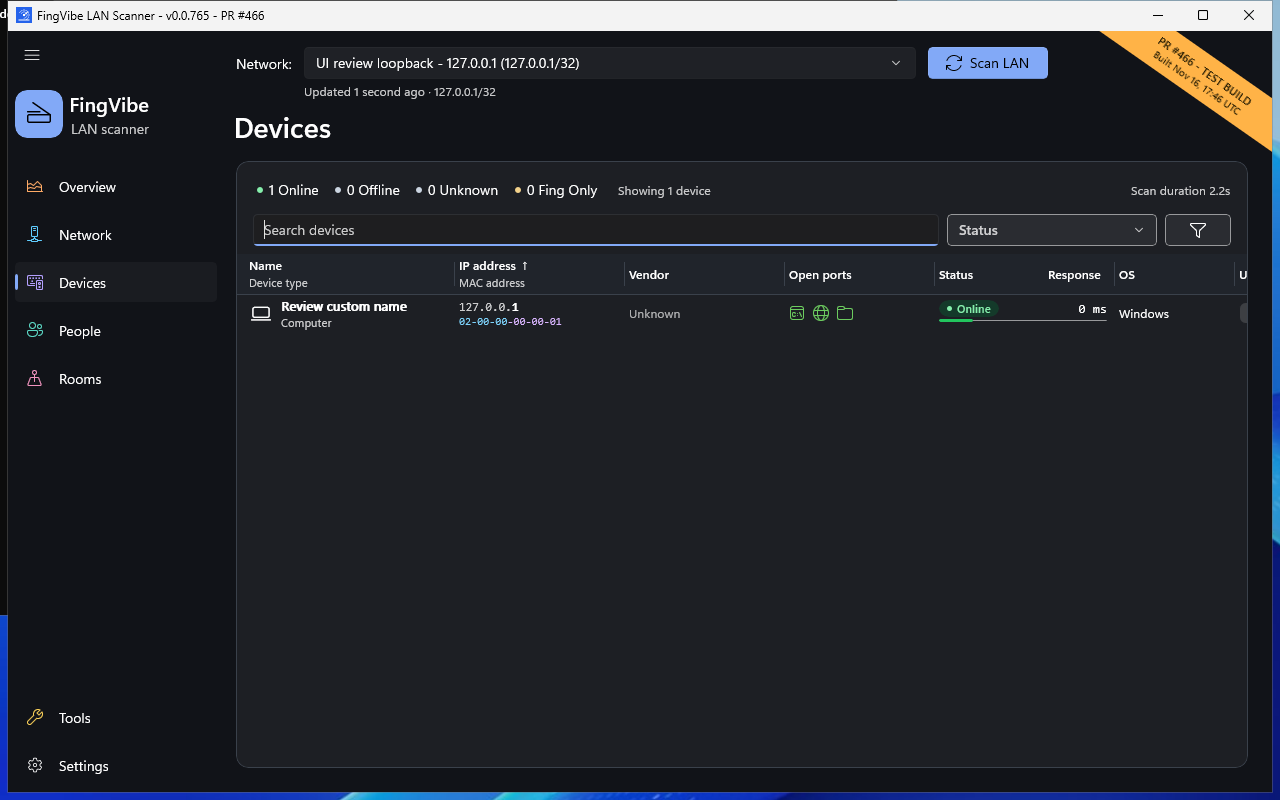 FingVibe LAN Scanner - v0.0.765 - PR #466
PR #466 - TEST BUILD
Built Nov 16, 17:46 UTC
Network:
UI review loopback - 127.0.0.1 (127.0.0.1/32)
Scan LAN
Updated 1 second ago · 127.0.0.1/32
FingVibe
LAN scanner
Overview
Network
Devices
People
Rooms
Tools
Settings
Devices
1 Online
0 Offline
0 Unknown
0 Fing Only
Showing 1 device
Scan duration 2.2s
Search devices
Status
Name
Device type
IP address ↑
MAC address
Vendor
Open ports
Status
Response
OS
U
Review custom name
Computer
127.0.0.1
02-00-00-00-00-01
Unknown
Online
0 ms
Windows